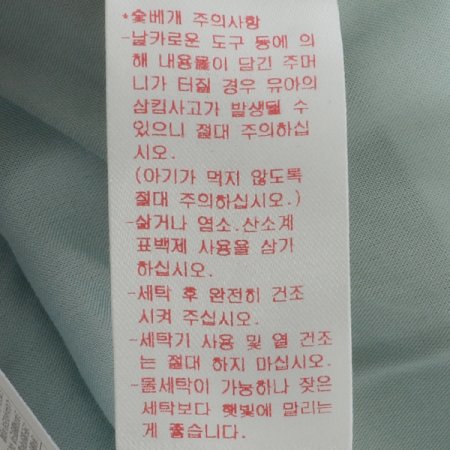 *숯베개 주의사항
-날카로운 도구 등에 의
해 내용물이 담긴 주머
니가 터질 경우 유아의
삼킴사고가 발생될 수
있으니 절대 주의하십
시오.
(아기가 먹지 않도록
절대 주의하십시오.)
-삶거나 염소.산소계
표백제 사용을 삼가
하십시오.
-세탁 후 완전히 건조
시켜 주십시오.
-세탁기 사용 및 열 건조
는 절대 하지 마십시오.
-물세탁이 가능하나 잦은
세탁보다 햇빛에 말리는
게 좋습니다.